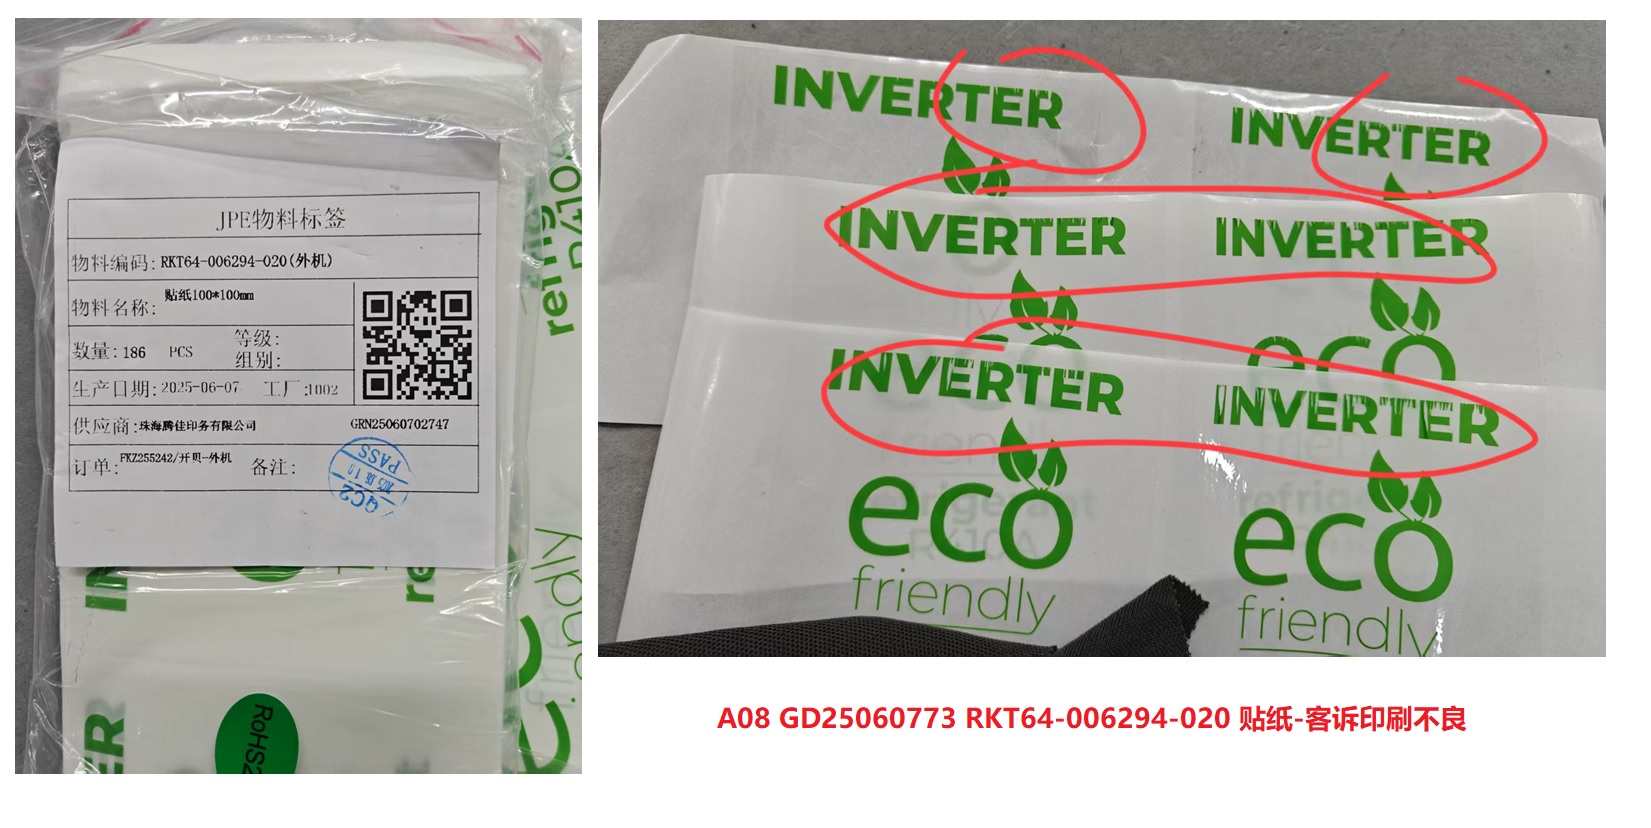 JPE物料标签
物料编码: RKT64-006294-020(外机)
物料名称: 贴纸100*100mm
数量: 186 PCS
等级:
组别:
生产日期: 2025-06-07 工厂:1002
供应商: 珠海腾佳印务有限公司 GRN25060702747
订单: FKZ255242/开贝-外机 备注:
PASS
QC2
RoHS2
friendly
INVERTER
INVERTER
INVERTER
INVERTER
eco
INVERTER
INVERTER
eco
friendly
eco
friendly
A08 GD25060773 RKT64-006294-020 贴纸-客诉印刷不良